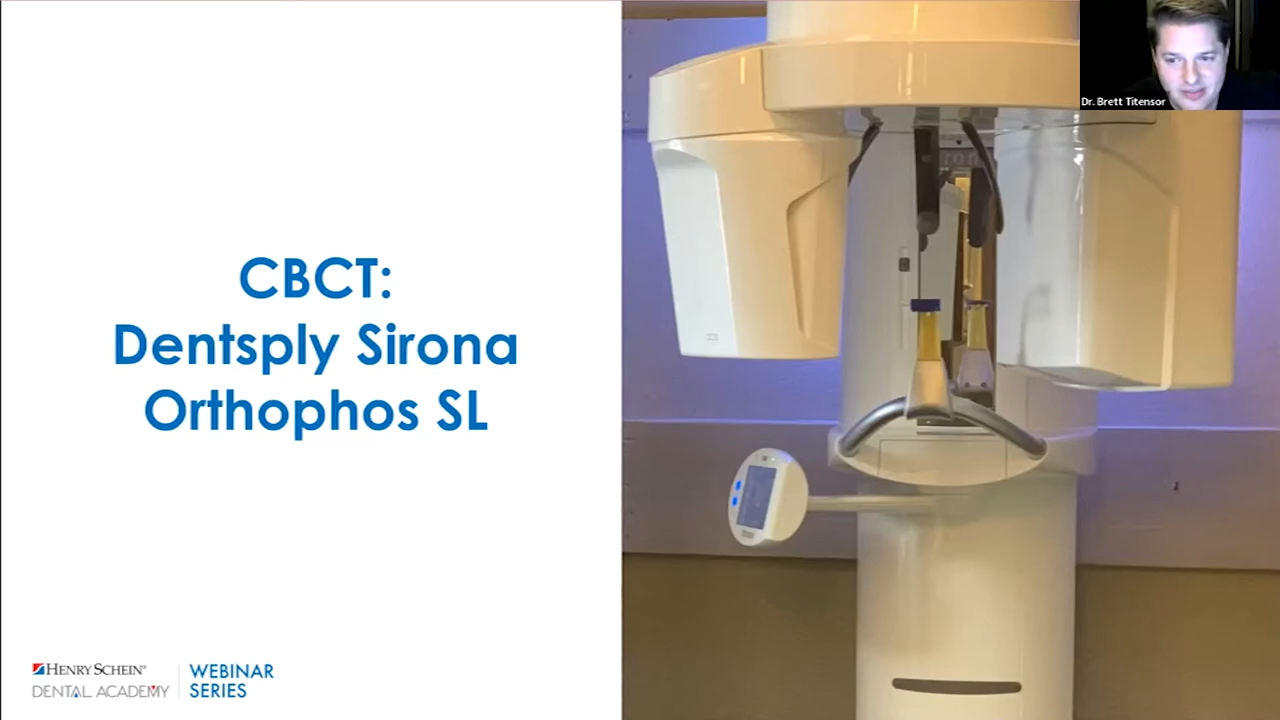 Dr. Brett Titensor
CBCT:
Dentsply Sirona
Orthophos SL
HENRY SCHEIN®
DENTAL ACADEMY
WEBINAR
SERIES